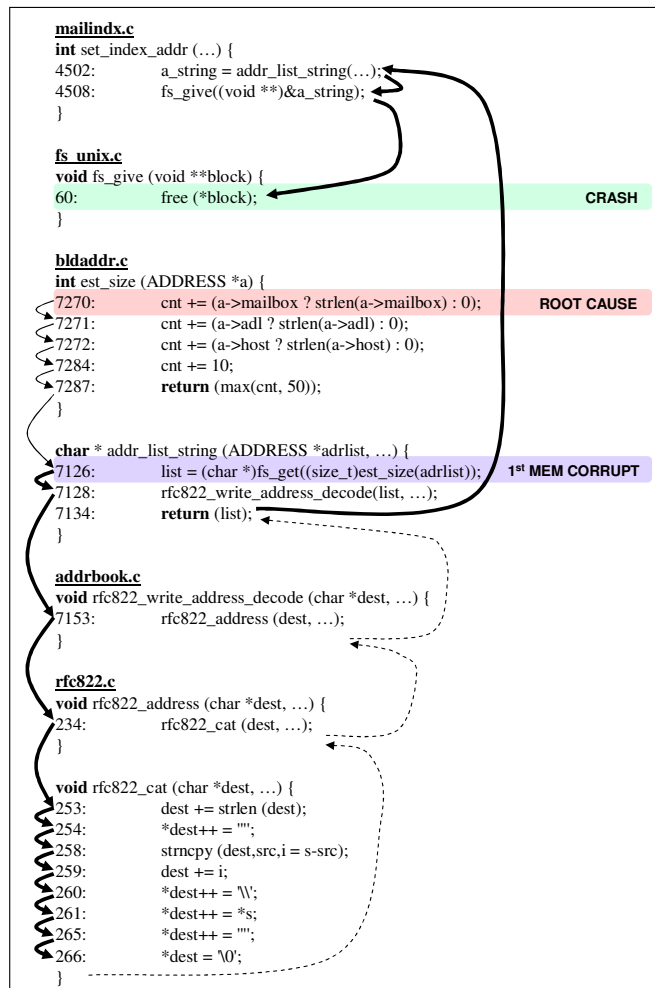 mailindx.c
int set_index_addr (…) {
4502: a_string = addr_list_string(…);
4508: fs_give((void **)&a_string);
}
fs_unix.c
void fs_give (void **block) {
60: free (*block); CRASH
}
bldaddr.c
int est_size (ADDRESS *a) {
7270: cnt += (a->mailbox ? strlen(a->mailbox) : 0); ROOT CAUSE
7271: cnt += (a->adl ? strlen(a->adl) : 0);
7272: cnt += (a->host ? strlen(a->host) : 0);
7284: cnt += 10;
7287: return (max(cnt, 50));
}
char * addr_list_string (ADDRESS *adrlist, …) {
7126: list = (char *)fs_get((size_t)est_size(adrlist)); 1st MEM CORRUPT
7128: rfc822_write_address_decode(list, …);
7134: return (list);
}
addrbook.c
void rfc822_write_address_decode (char *dest, …) {
7153: rfc822_address (dest, …);
}
rfc822.c
void rfc822_address (char *dest, …) {
234: rfc822_cat (dest, …);
}
void rfc822_cat (char *dest, …) {
253: dest += strlen (dest);
254: *dest++ = '"';
258: strncpy (dest,src,i = s-src);
259: dest += i;
260: *dest++ = '\\';
261: *dest++ = *s;
265: *dest++ = '"';
266: *dest = '\0';
}